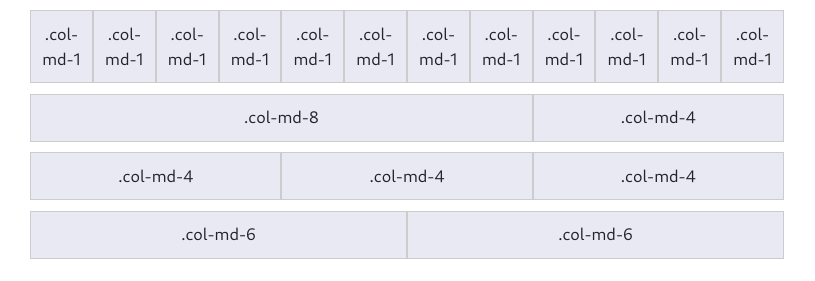 .col- .col- .col- .col- .col- .col- .col- .col- .col- .col- .col- .col-
md-1 md-1 md-1 md-1 md-1 md-1 md-1 md-1 md-1 md-1 md-1 md-1
.col-md-8 .col-md-4
.col-md-4 .col-md-4 .col-md-4
.col-md-6 .col-md-6